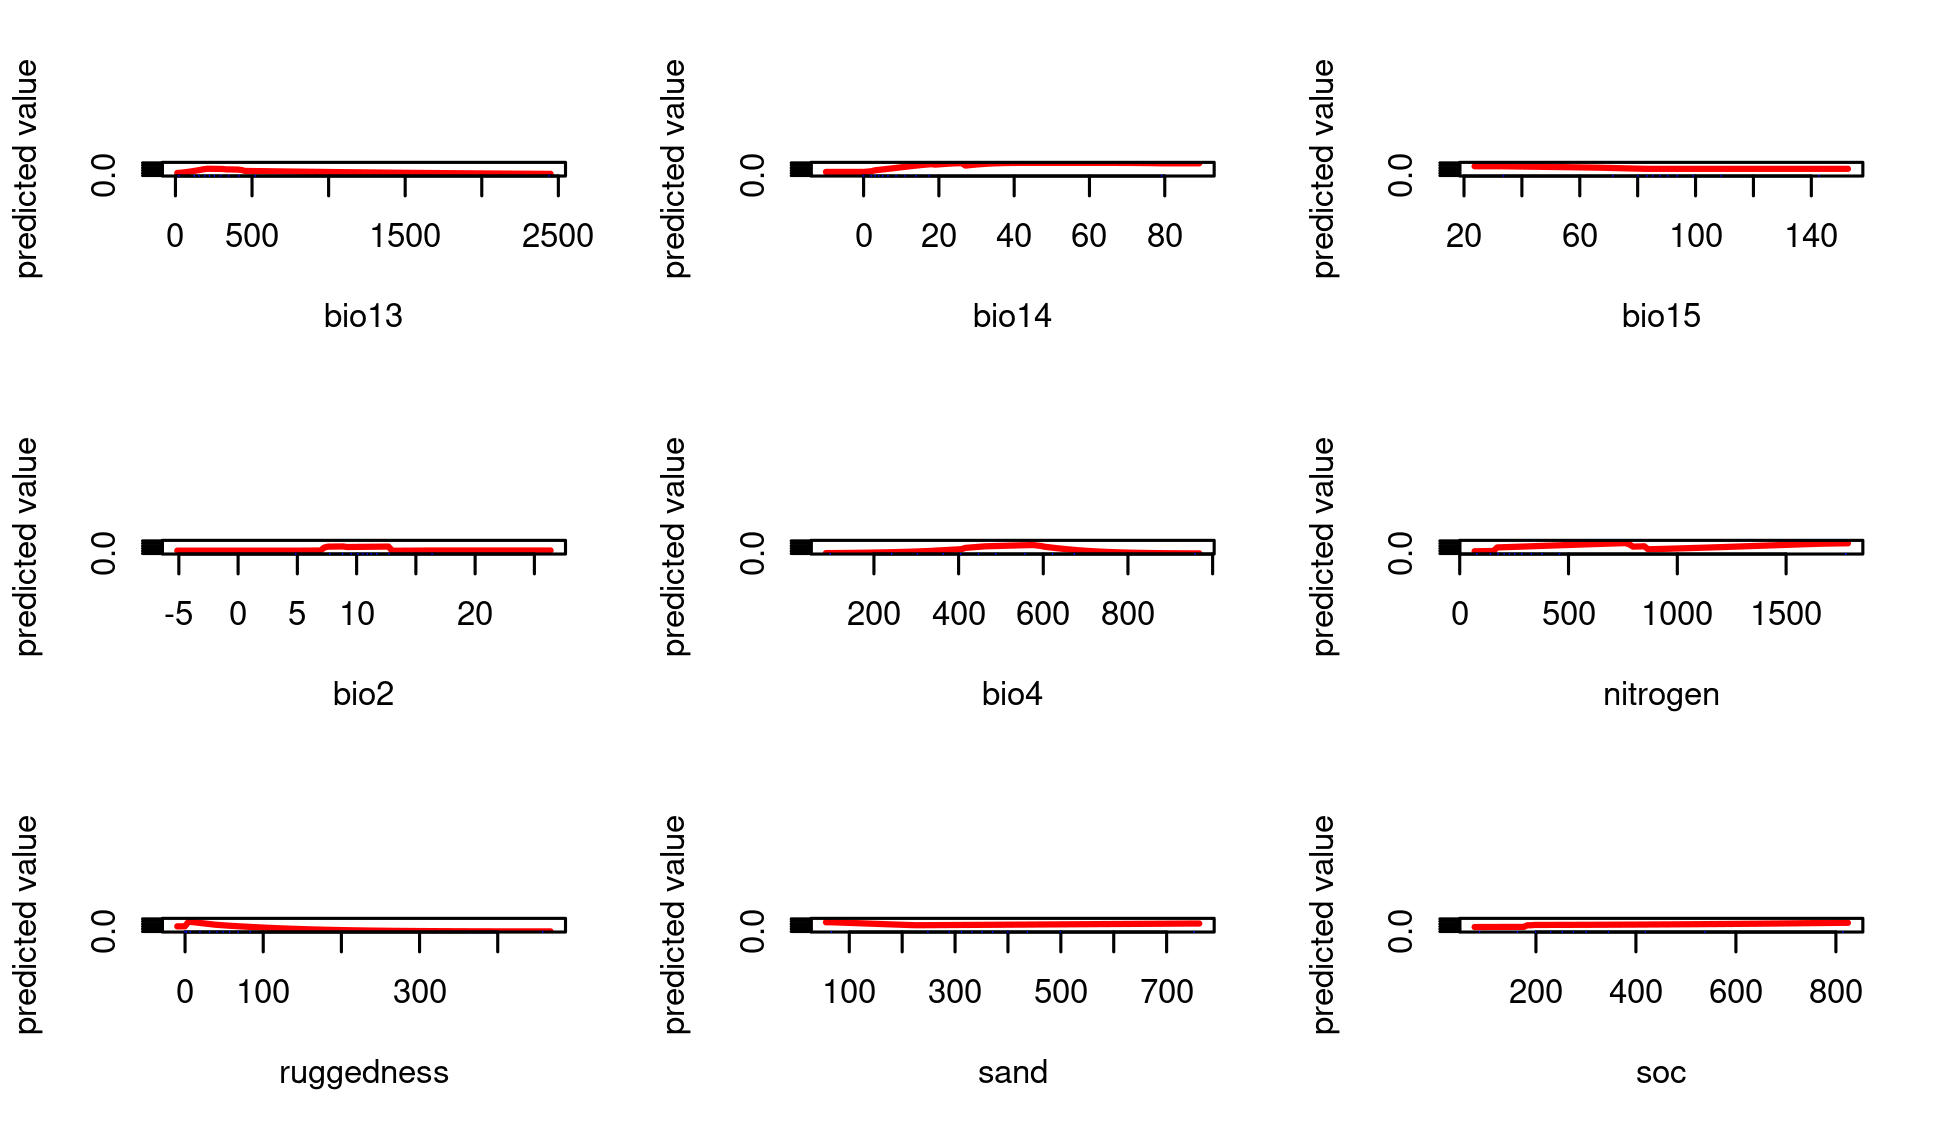 predicted value
0.0
0 500 1500 2500
bio13
predicted value
0.0
0 20 40 60 80
bio14
predicted value
0.0
20 60 100 140
bio15
predicted value
0.0
-5 0 5 10 20
bio2
predicted value
0.0
200 400 600 800
bio4
predicted value
0.0
0 500 1000 1500
nitrogen
predicted value
0.0
0 100 300
ruggedness
predicted value
0.0
100 300 500 700
sand
predicted value
0.0
200 400 600 800
soc